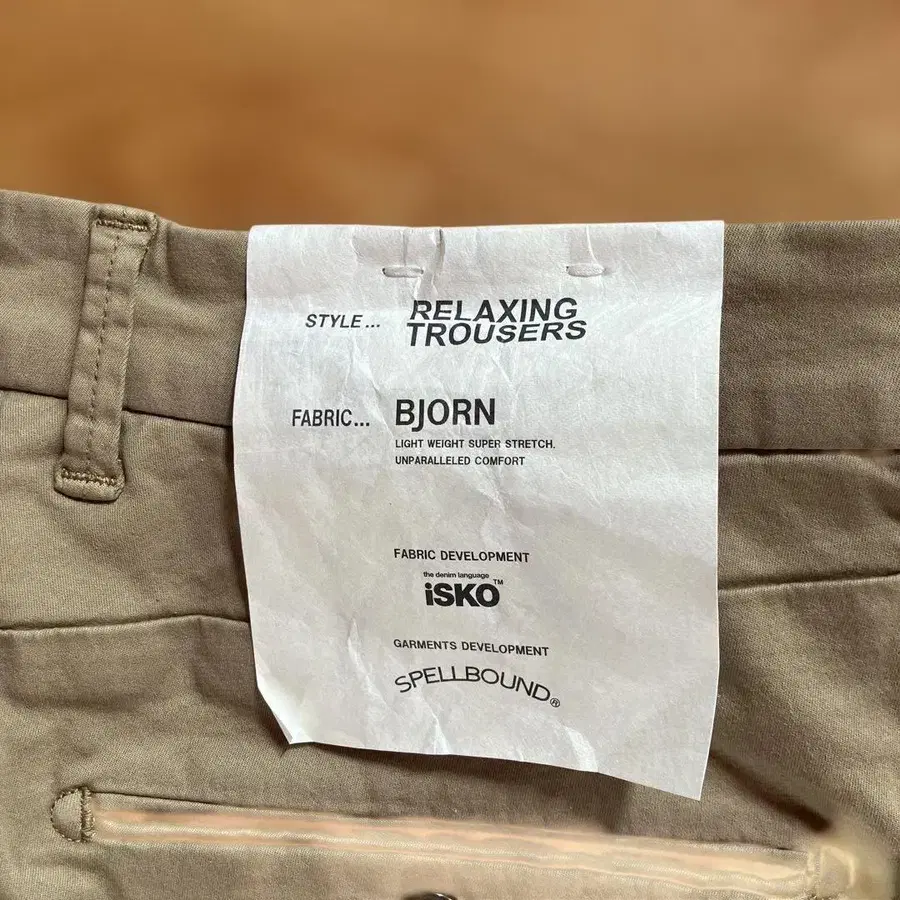 STYLE... RELAXING
TROUSERS
FABRIC... BJORN
LIGHT WEIGHT SUPER STRETCH.
UNPARALLELED COMFORT
FABRIC DEVELOPMENT
the denim language
iSKO™
GARMENTS DEVELOPMENT
SPELLBOUND®